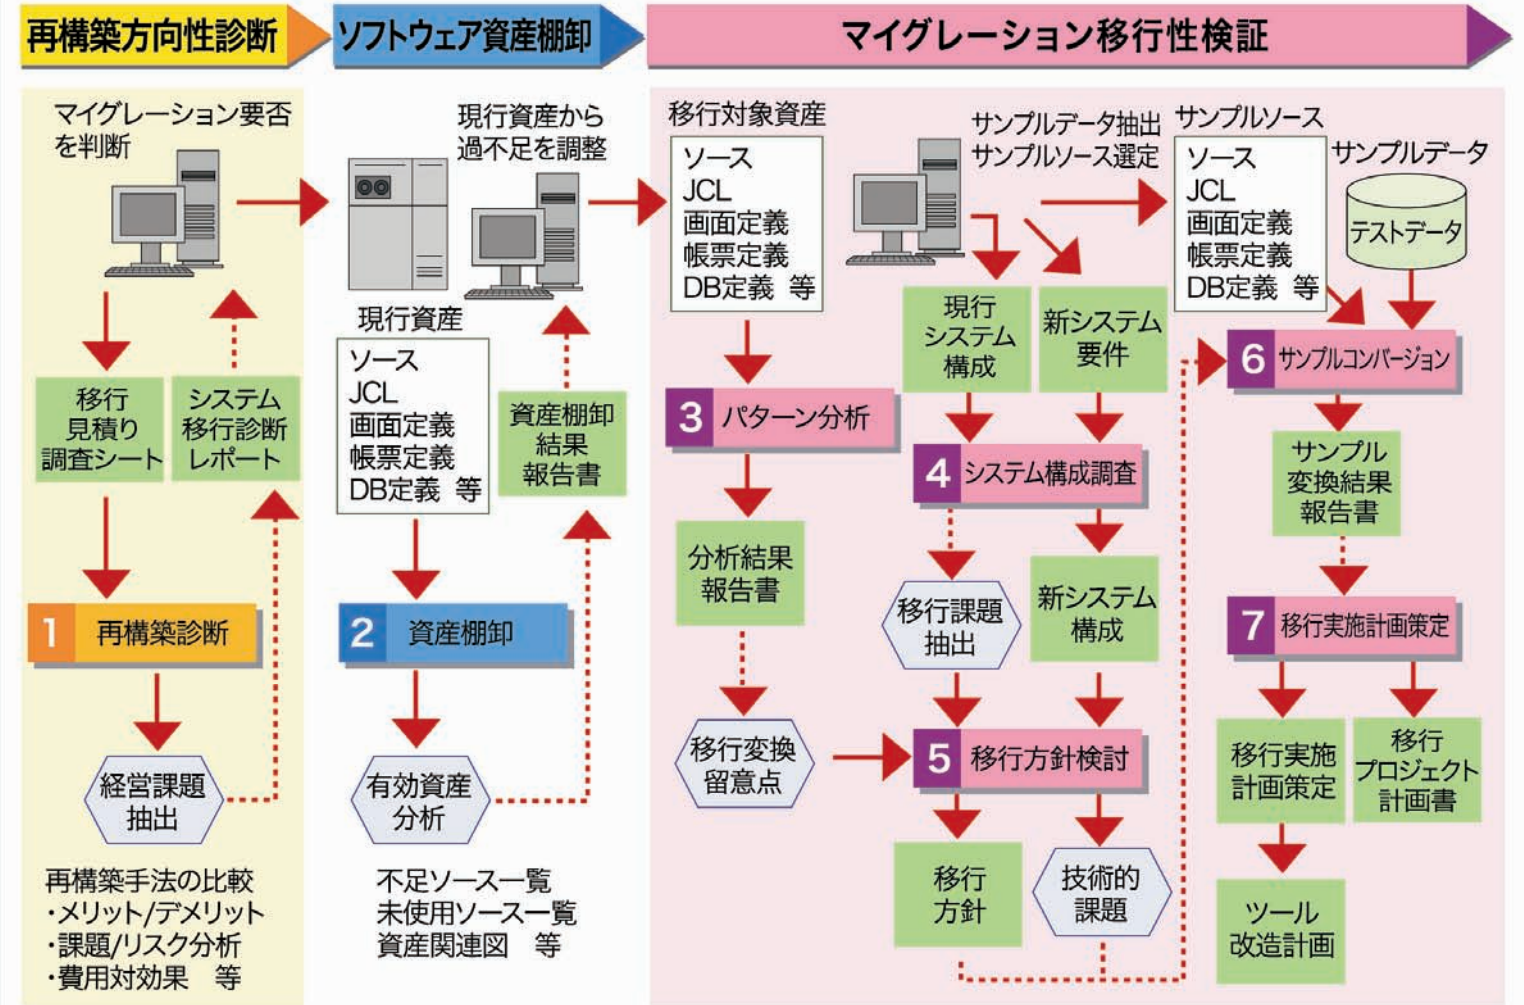 再構築方向性診断
ソフトウェア資産棚卸
マイグレーション移行性検証
マイグレーション要否
を判断
移行
見積り
調査シート
システム
移行診断
レポート
1 再構築診断
経営課題
抽出
再構築手法の比較
・メリット/デメリット
・課題/リスク分析
・費用対効果 等
現行資産から
過不足を調整
現行資産
ソース
JCL
画面定義
帳票定義
DB定義 等
資産棚卸
結果
報告書
2 資産棚卸
有効資産
分析
不足ソース一覧
未使用ソース一覧
資産関連図 等
移行対象資産
ソース
JCL
画面定義
帳票定義
DB定義 等
3 パターン分析
分析結果
報告書
移行変換
留意点
サンプルデータ抽出
サンプルソース選定
現行
システム
構成
新システム
要件
4 システム構成調査
移行課題
抽出
新システム
構成
5 移行方針検討
移行
方針
技術的
課題
サンプルソース
ソース
JCL
画面定義
帳票定義
DB定義 等
サンプルデータ
テストデータ
6 サンプルコンバージョン
サンプル
変換結果
報告書
7 移行実施計画策定
移行実施
計画策定
移行
プロジェクト
計画書
ツール
改造計画